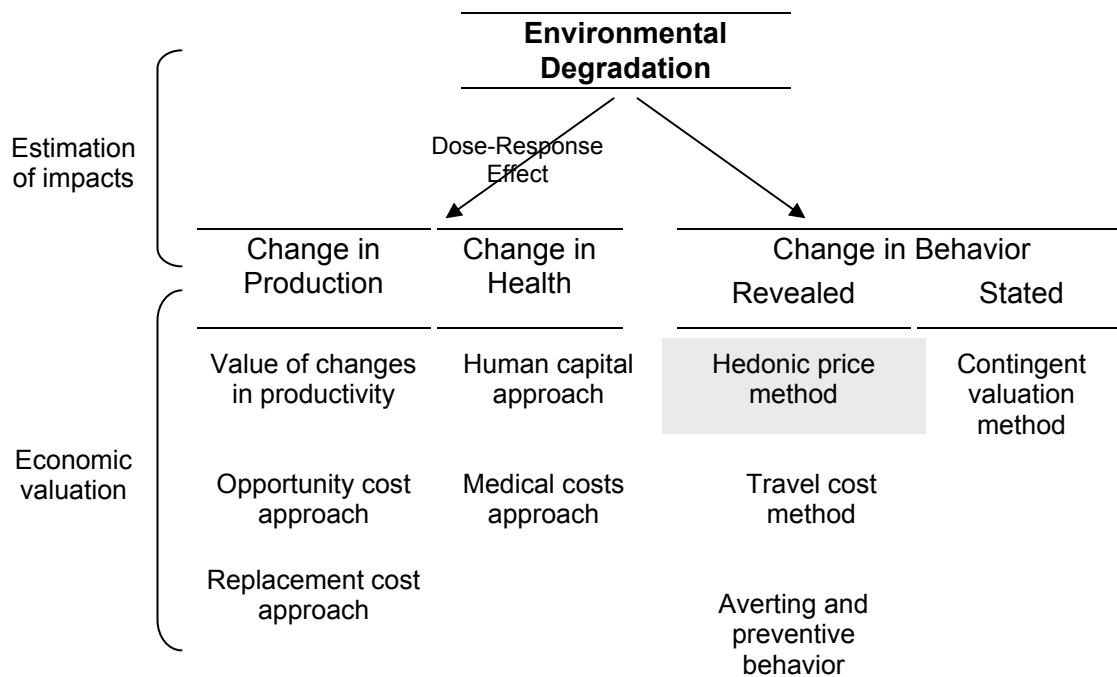 Environmental
Degradation
Estimation
of impacts
Dose-Response
Effect
Change in
Production
Change in
Health
Change in Behavior
Revealed
Stated
Economic
valuation
Value of changes
in productivity
Human capital
approach
Hedonic price
method
Contingent
valuation
method
Opportunity cost
approach
Medical costs
approach
Travel cost
method
Replacement cost
approach
Averting and
preventive
behavior